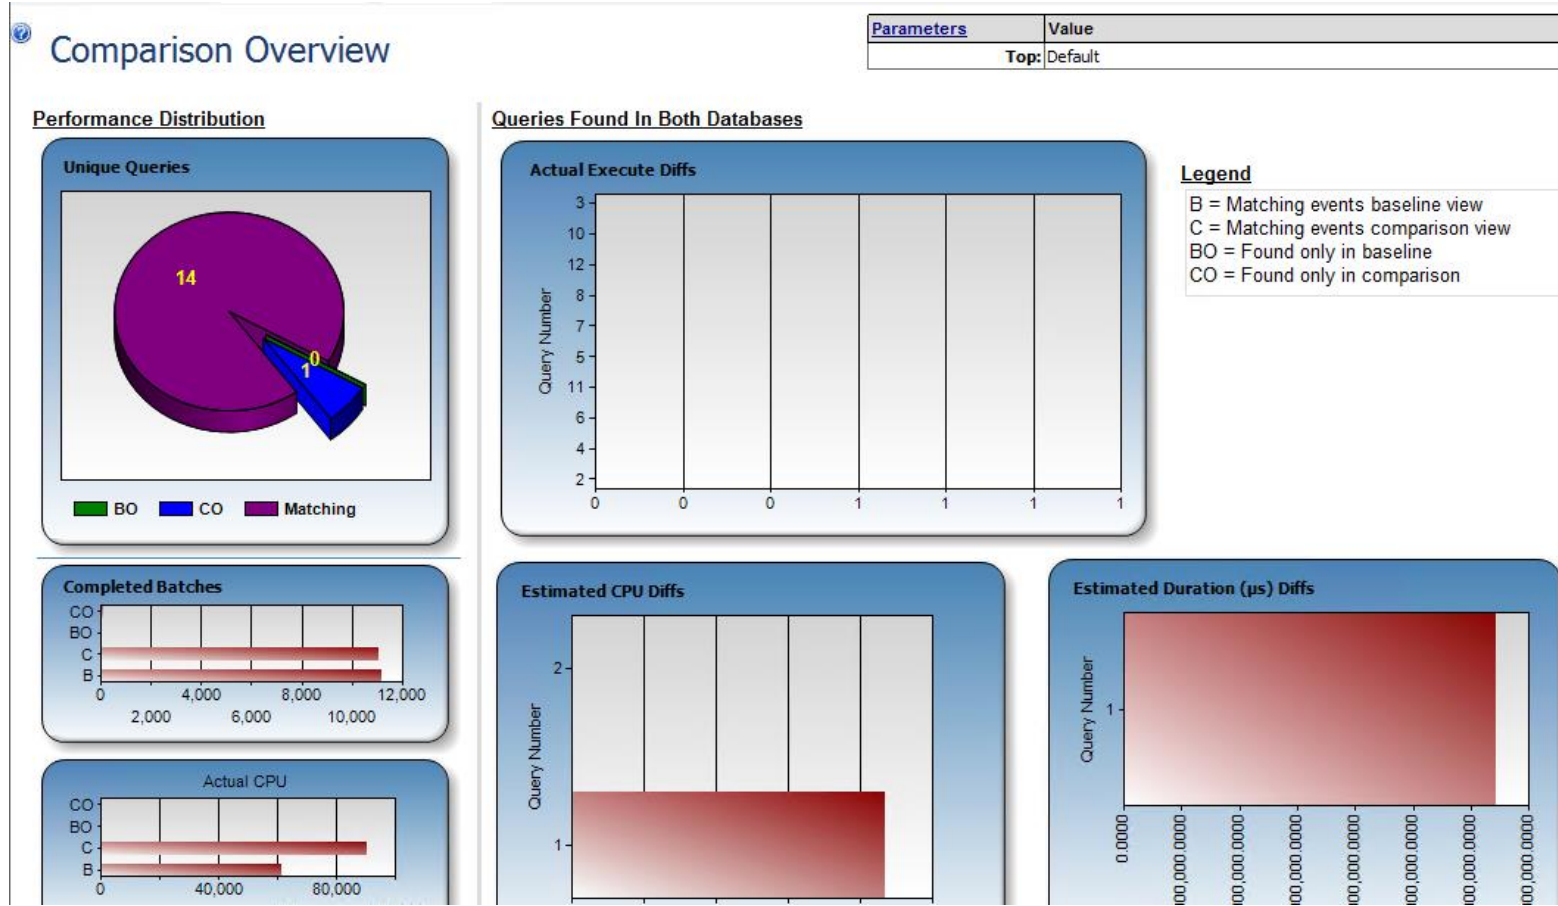 Comparison Overview
Parameters Value
Top: Default
Performance Distribution
Unique Queries
14
0
1
BO CO Matching
Completed Batches
CO
BO
C
B
0 4,000 8,000 12,000
2,000 6,000 10,000
Actual CPU
CO
BO
C
B
0 40,000 80,000
Queries Found In Both Databases
Actual Execute Diffs
Query Number
3
10
12
8
7
5
11
6
4
2
0 0 0 1 1 1 1
Legend
B = Matching events baseline view
C = Matching events comparison view
BO = Found only in baseline
CO = Found only in comparison
Estimated CPU Diffs
Query Number
2
1
Estimated Duration (µs) Diffs
Query Number
1
0.0000